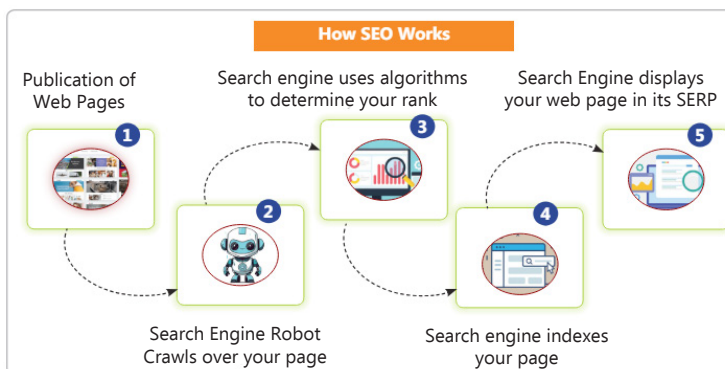 How SEO Works
Publication of
Web Pages
1
2
Search Engine Robot
Crawls over your page
Search engine uses algorithms
to determine your rank
3
4
Search engine indexes
your page
Search Engine displays
your web page in its SERP
5